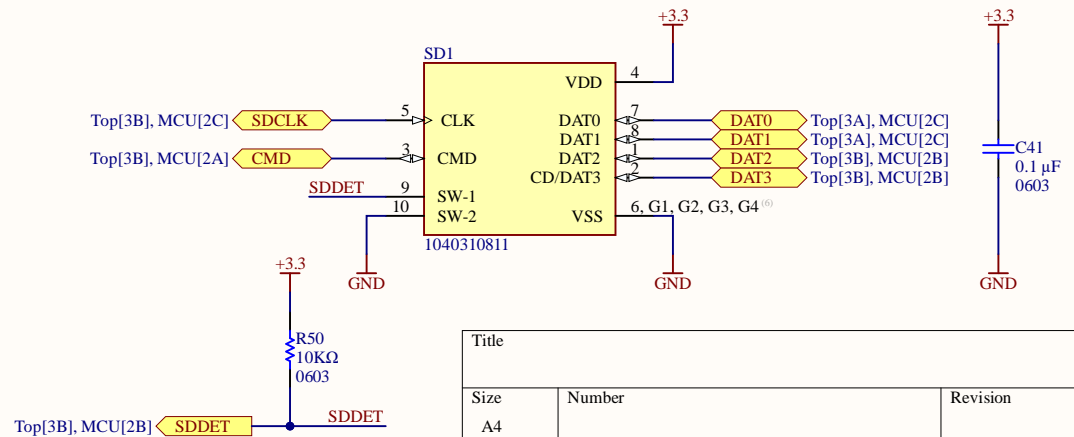 +3.3
+3.3
SD1
VDD 4
Top[3B], MCU[2C] SDCLK 5 CLK
DAT0 7 DAT0 Top[3A], MCU[2C]
DAT1 8 DAT1 Top[3A], MCU[2C]
Top[3B], MCU[2A] CMD 3 CMD
DAT2 1 DAT2 Top[3B], MCU[2B]
CD/DAT3 2 DAT3 Top[3B], MCU[2B]
C41
0.1 µF
0603
SDDET 9 SW-1
10 SW-2
VSS 6, G1, G2, G3, G4 (6)
1040310811
GND
GND
GND
+3.3
R50
10KΩ
0603
Top[3B], MCU[2B] SDDET
SDDET
Title
Size
Number
Revision
A4